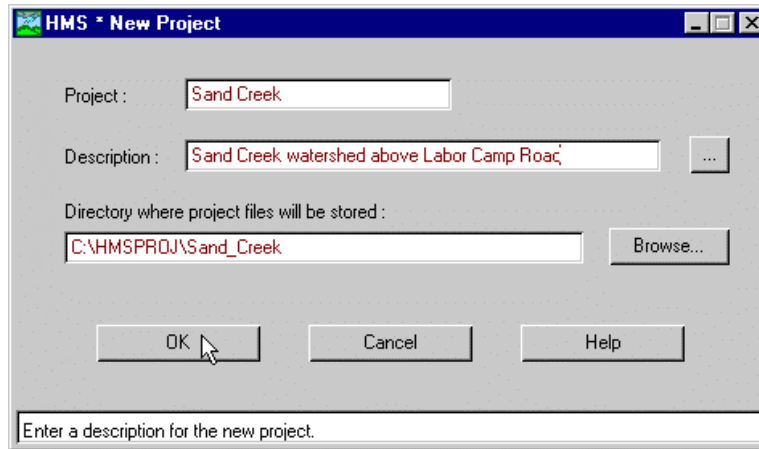 HMS * New Project
Project : Sand Creek
Description : Sand Creek watershed above Labor Camp Road ...
Directory where project files will be stored :
C:\HMSPROJ\Sand_Creek Browse...
OK Cancel Help
Enter a description for the new project.